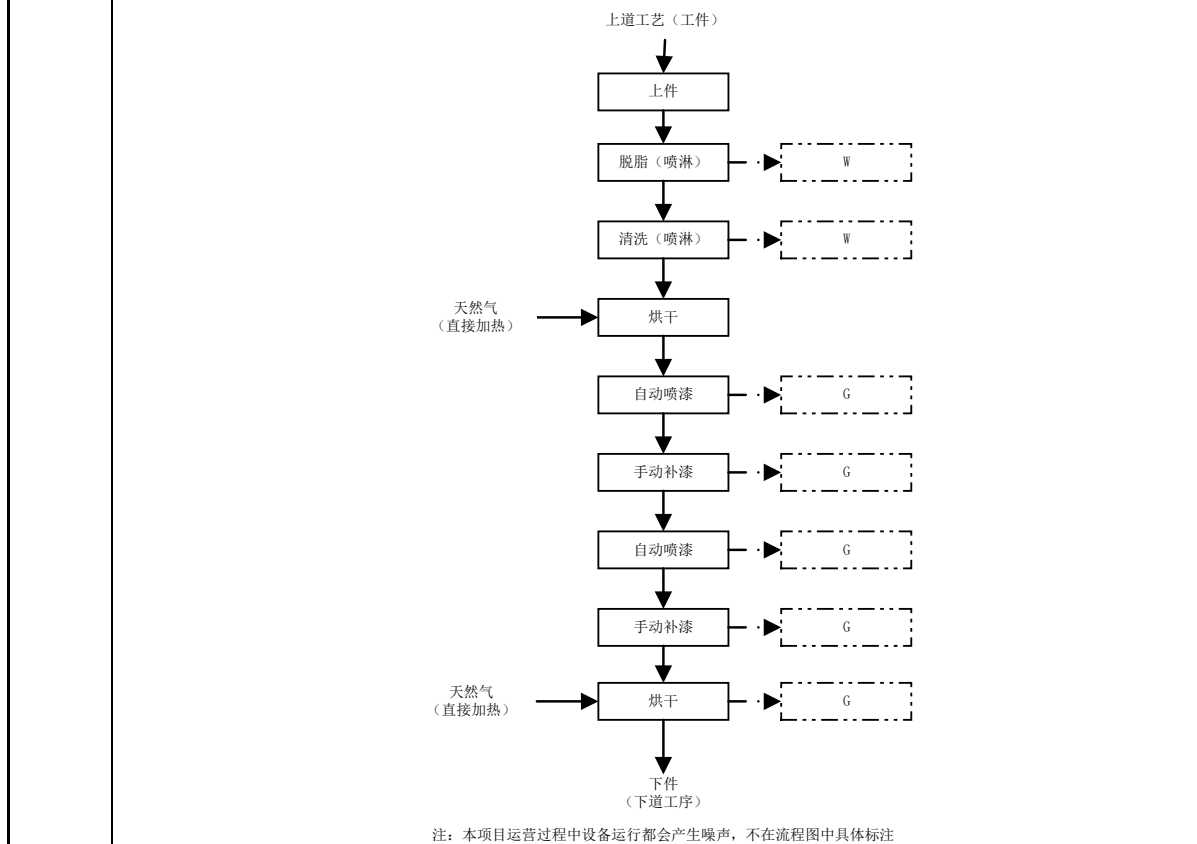 上道工艺（工件）
上件
脱脂（喷淋）
W
清洗（喷淋）
W
天然气
（直接加热）
烘干
自动喷漆
G
手动补漆
G
自动喷漆
G
手动补漆
G
天然气
（直接加热）
烘干
G
下件
（下道工序）
注：本项目运营过程中设备运行都会产生噪声，不在流程图中具体标注